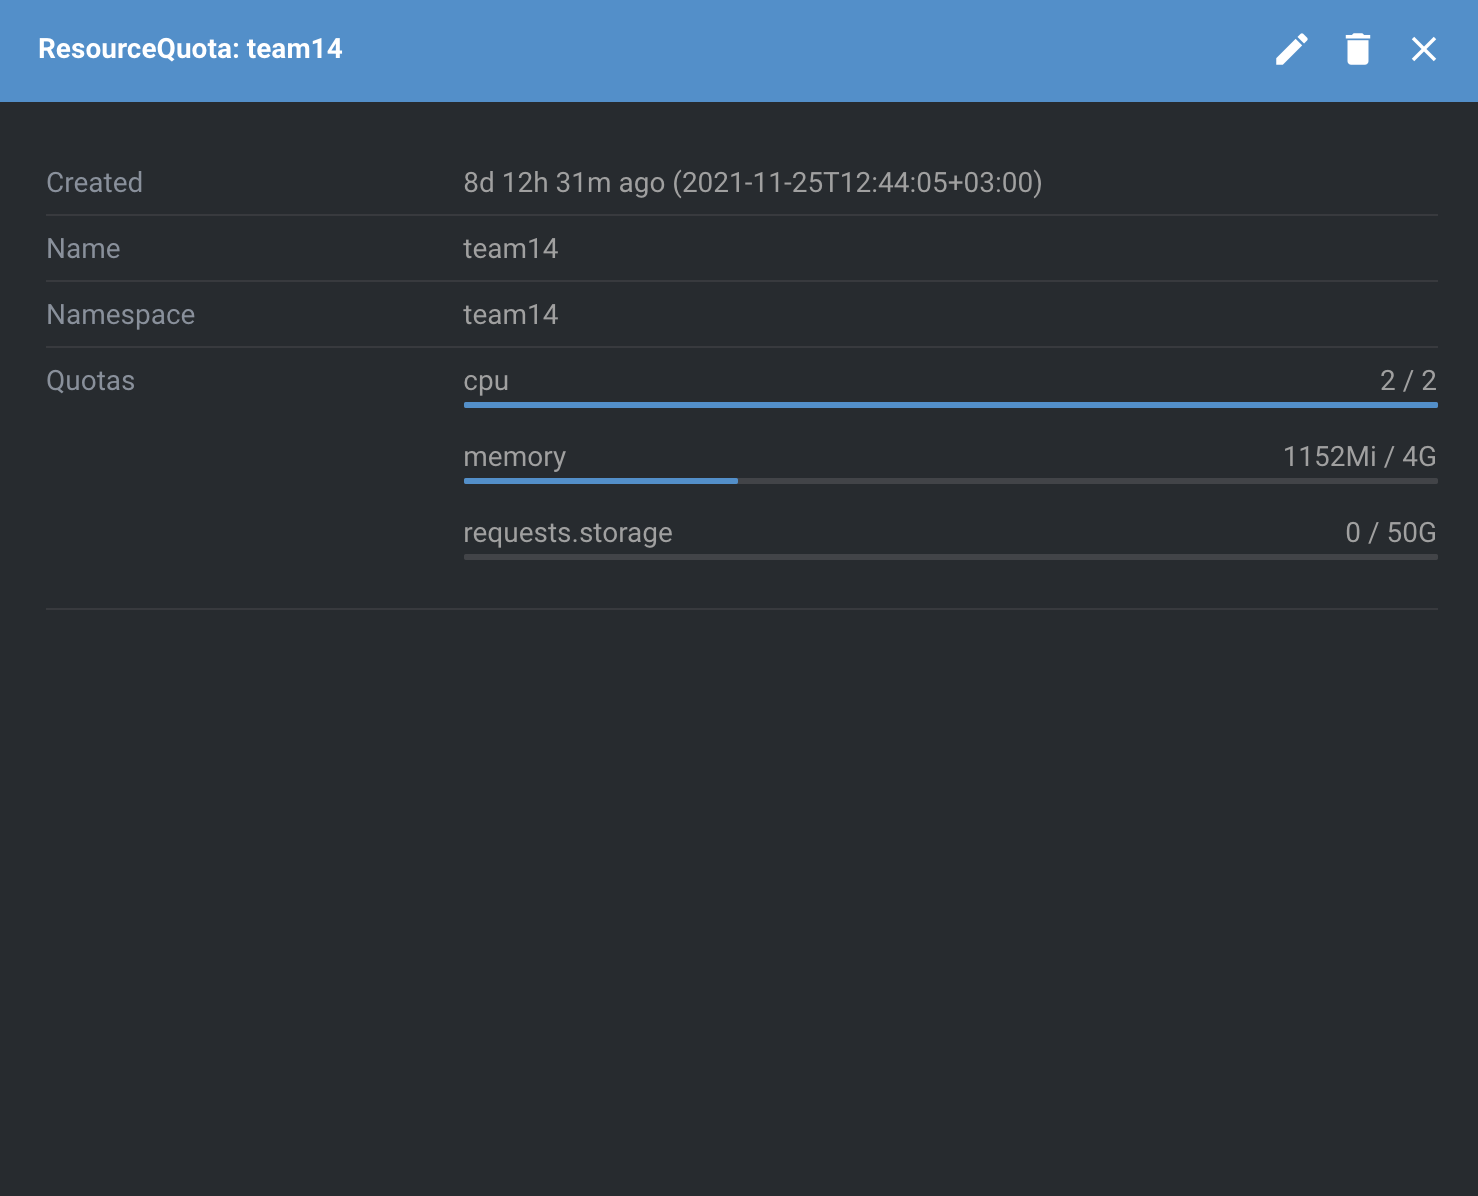 ResourceQuota: team14
Created 8d 12h 31m ago (2021-11-25T12:44:05+03:00)
Name team14
Namespace team14
Quotas cpu 2 / 2
memory 1152Mi / 4G
requests.storage 0 / 50G